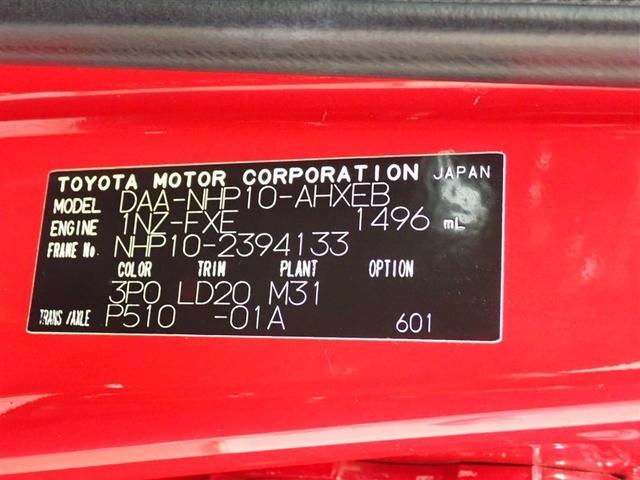 TOYOTA MOTOR CORPORATION JAPAN
MODEL DAA-NHP10-AHXEB
ENGINE 1NZ-FXE 1496 mL
FRAME No. NHP10-2394133
COLOR TRIM PLANT OPTION
3P0 LD20 M31
TRANS/AXLE P510 -01A 601